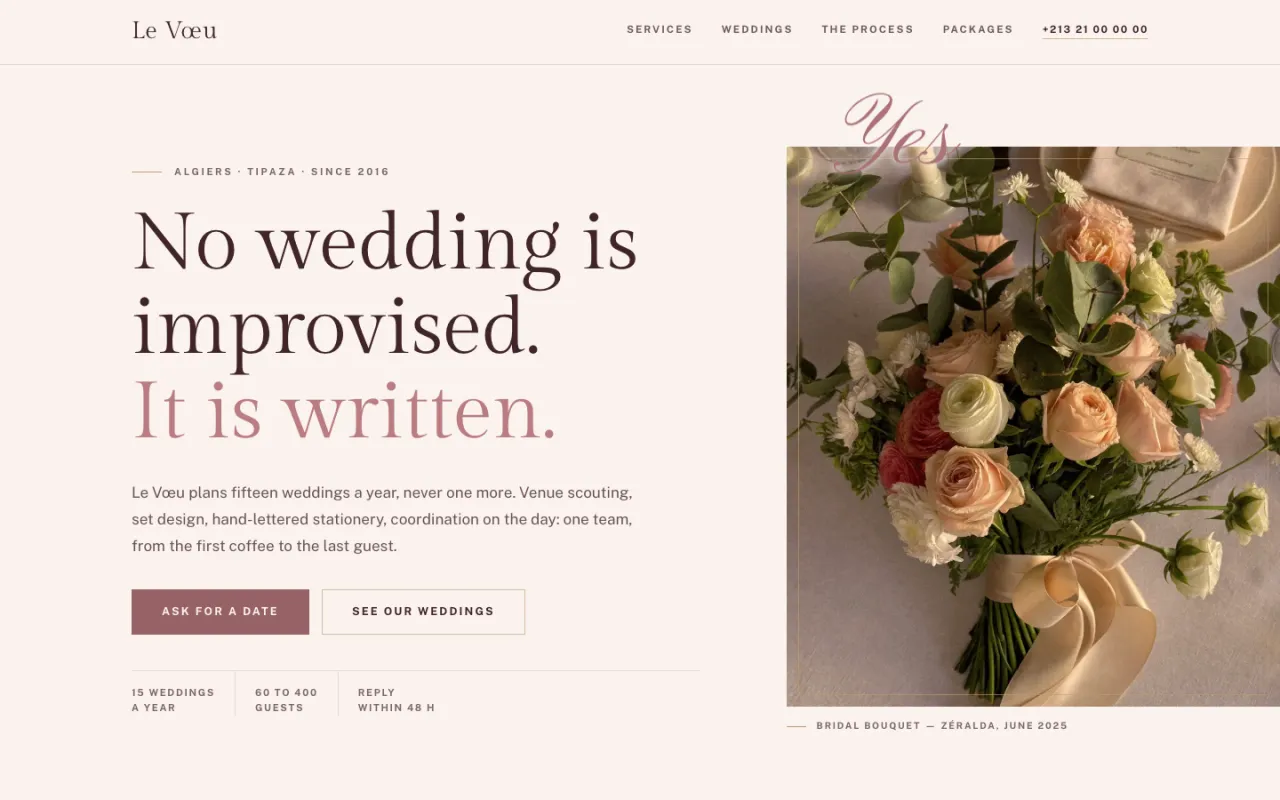 Le Vœu
SERVICES
WEDDINGS
THE PROCESS
PACKAGES
+213 21 00 00 00
Yes
ALGIERS · TIPAZA · SINCE 2016
No wedding is
improvised.
It is written.
Le Vœu plans fifteen weddings a year, never one more. Venue scouting,
set design, hand-lettered stationery, coordination on the day: one team,
from the first coffee to the last guest.
ASK FOR A DATE
SEE OUR WEDDINGS
15 WEDDINGS
A YEAR
60 TO 400
GUESTS
REPLY
WITHIN 48 H
BRIDAL BOUQUET — ZÉRALDA, JUNE 2025